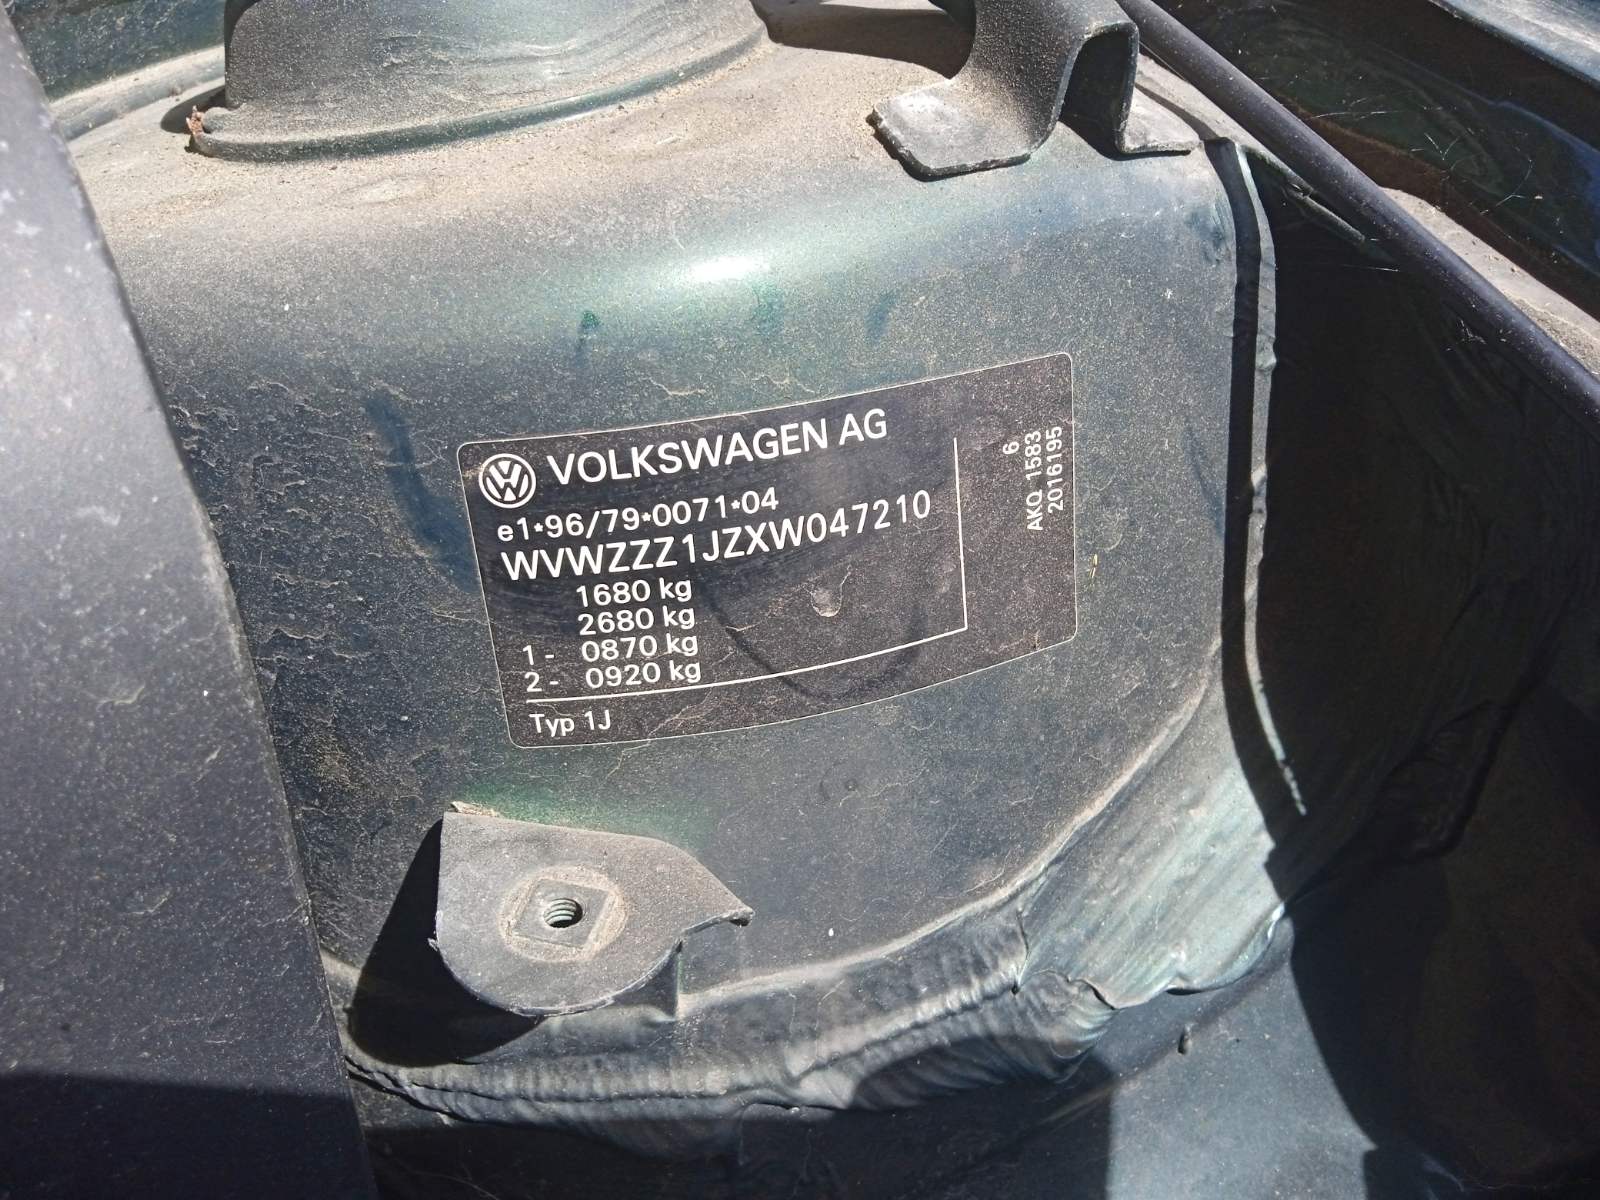 VOLKSWAGEN AG
e1*96/79*0071*04
WVWZZZ1JZXW047210
1680 kg
2680 kg
1- 0870 kg
2- 0920 kg
Typ 1J
6
AKQ 1583
2016195